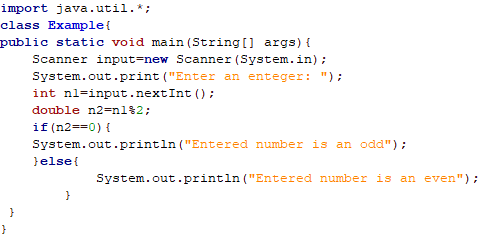 import java.util.*;
class Example{
public static void main(String[] args){
    Scanner input=new Scanner(System.in);
    System.out.print("Enter an enteger: ");
    int n1=input.nextInt();
    double n2=n1%2;
    if(n2==0){
    System.out.println("Entered number is an odd");
    }else{
            System.out.println("Entered number is an even");
        }
 }
}